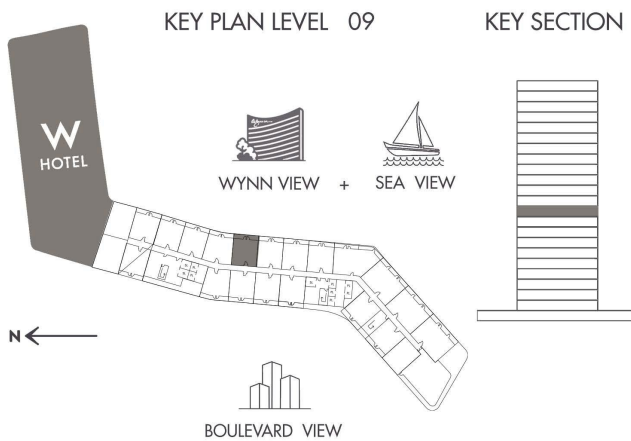 KEY PLAN LEVEL 09
KEY SECTION
W
HOTEL
WYNN VIEW + SEA VIEW
N
BOULEVARD VIEW